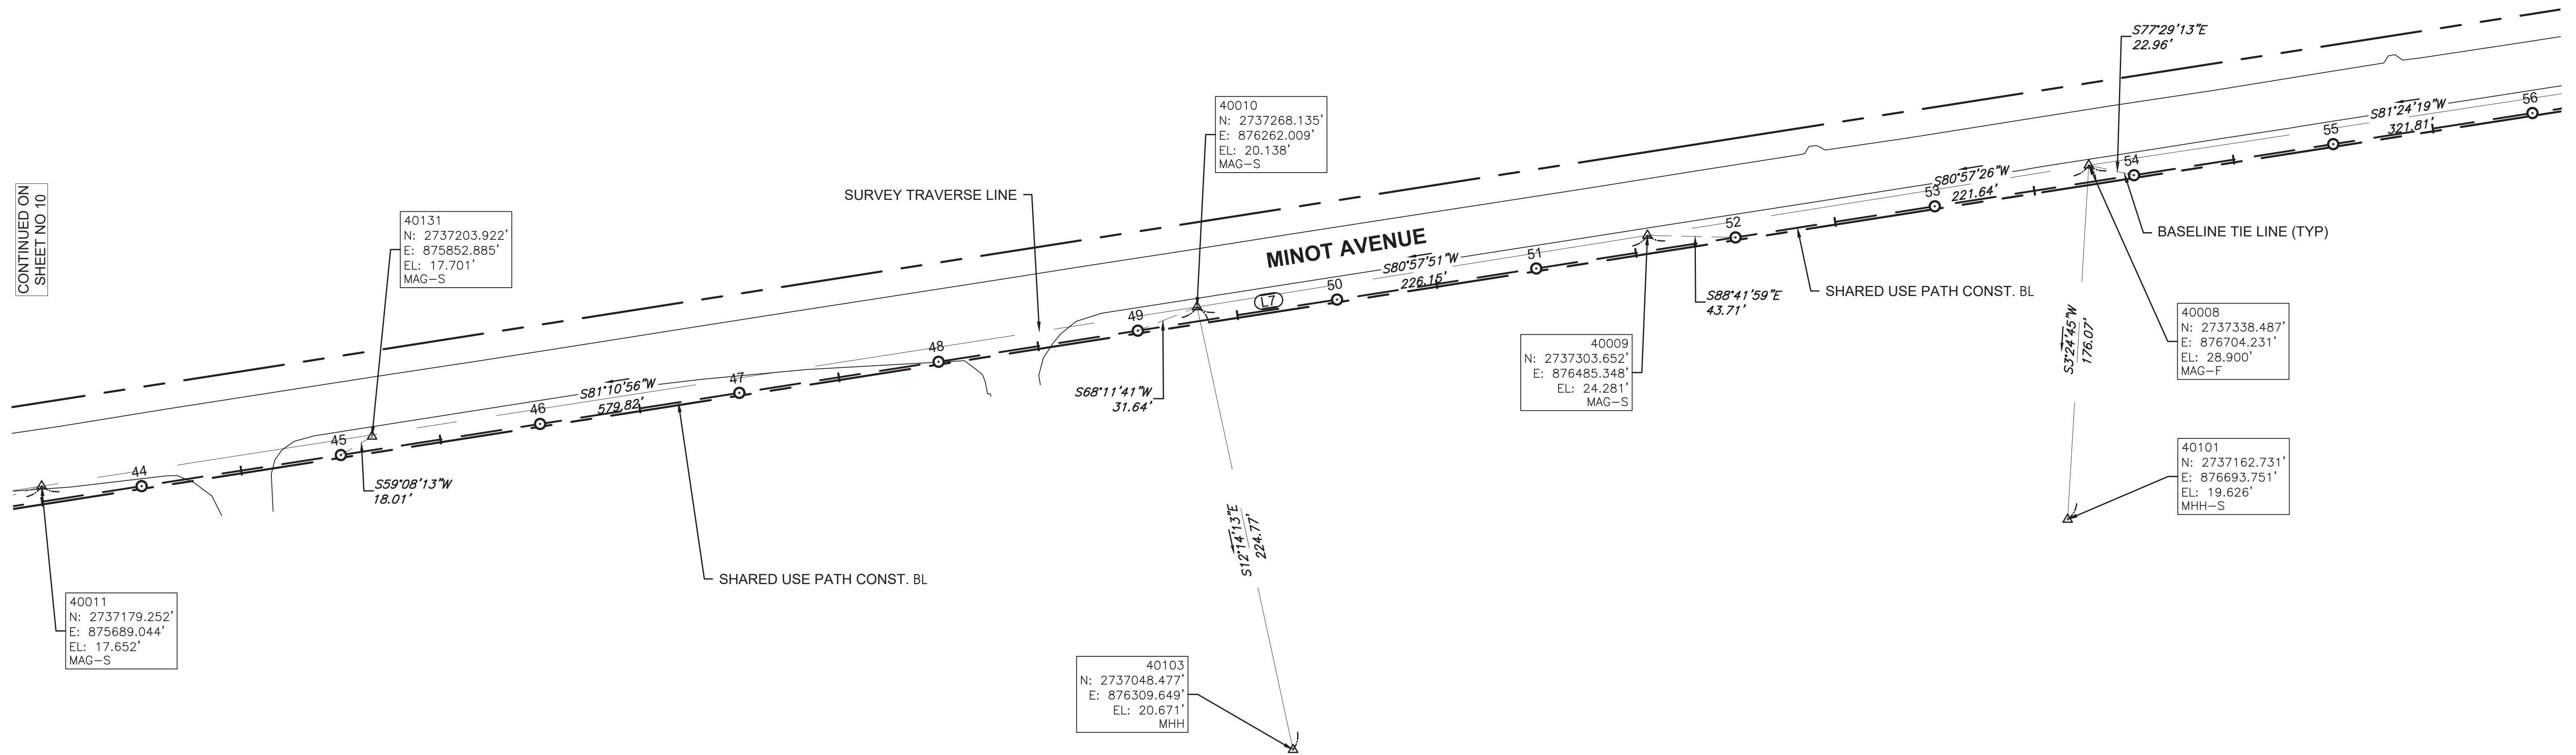 CONTINUED ON
SHEET NO 10
40131
N: 2737203.922'
E: 875852.885'
EL: 17.701'
MAG-S
40010
N: 2737268.135'
E: 876262.009'
EL: 20.138'
MAG-S
SURVEY TRAVERSE LINE
MINOT AVENUE
S77°29'13"E
22.96'
S81°24'19"W
321.81'
S80°57'26"W
221.64'
S80°57'51"W
226.15'
L7
S81°10'56"W
579.82'
44
45
46
47
48
49
50
51
52
53
54
55
56
BASELINE TIE LINE (TYP)
SHARED USE PATH CONST. BL
S88°41'59"E
43.71'
S68°11'41"W
31.64'
S59°08'13"W
18.01'
40009
N: 2737303.652'
E: 876485.348'
EL: 24.281'
MAG-S
S3°24'45"W
176.07'
40008
N: 2737338.487'
E: 876704.231'
EL: 28.900'
MAG-F
40101
N: 2737162.731'
E: 876693.751'
EL: 19.626'
MHH-S
S12°14'13"E
224.77'
SHARED USE PATH CONST. BL
40011
N: 2737179.252'
E: 875689.044'
EL: 17.652'
MAG-S
40103
N: 2737048.477'
E: 876309.649'
EL: 20.671'
MHH